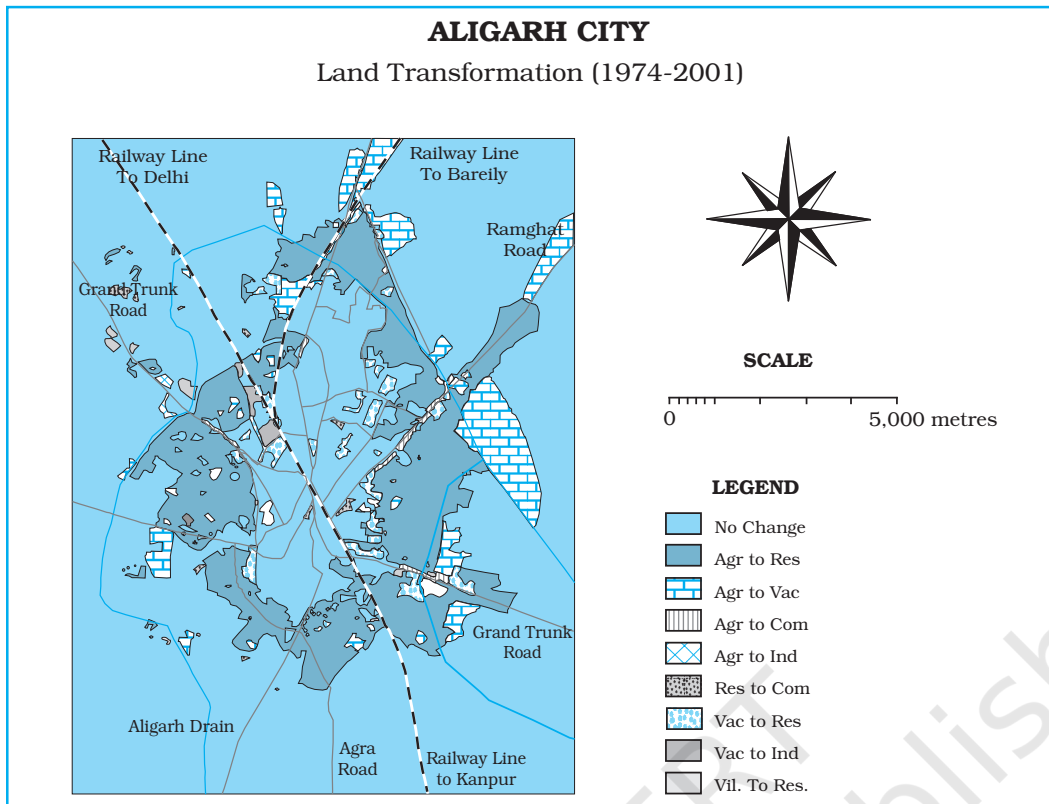 ALIGARH CITY
Land Transformation (1974-2001)
Railway Line
To Delhi
Railway Line
To Bareily
Ramghat
Road
Grand Trunk
Road
SCALE
0
5,000 metres
LEGEND
No Change
Agr to Res
Agr to Vac
Agr to Com
Agr to Ind
Res to Com
Vac to Res
Vac to Ind
Vil. To Res.
Grand Trunk
Road
Aligarh Drain
Agra
Road
Railway Line
to Kanpur